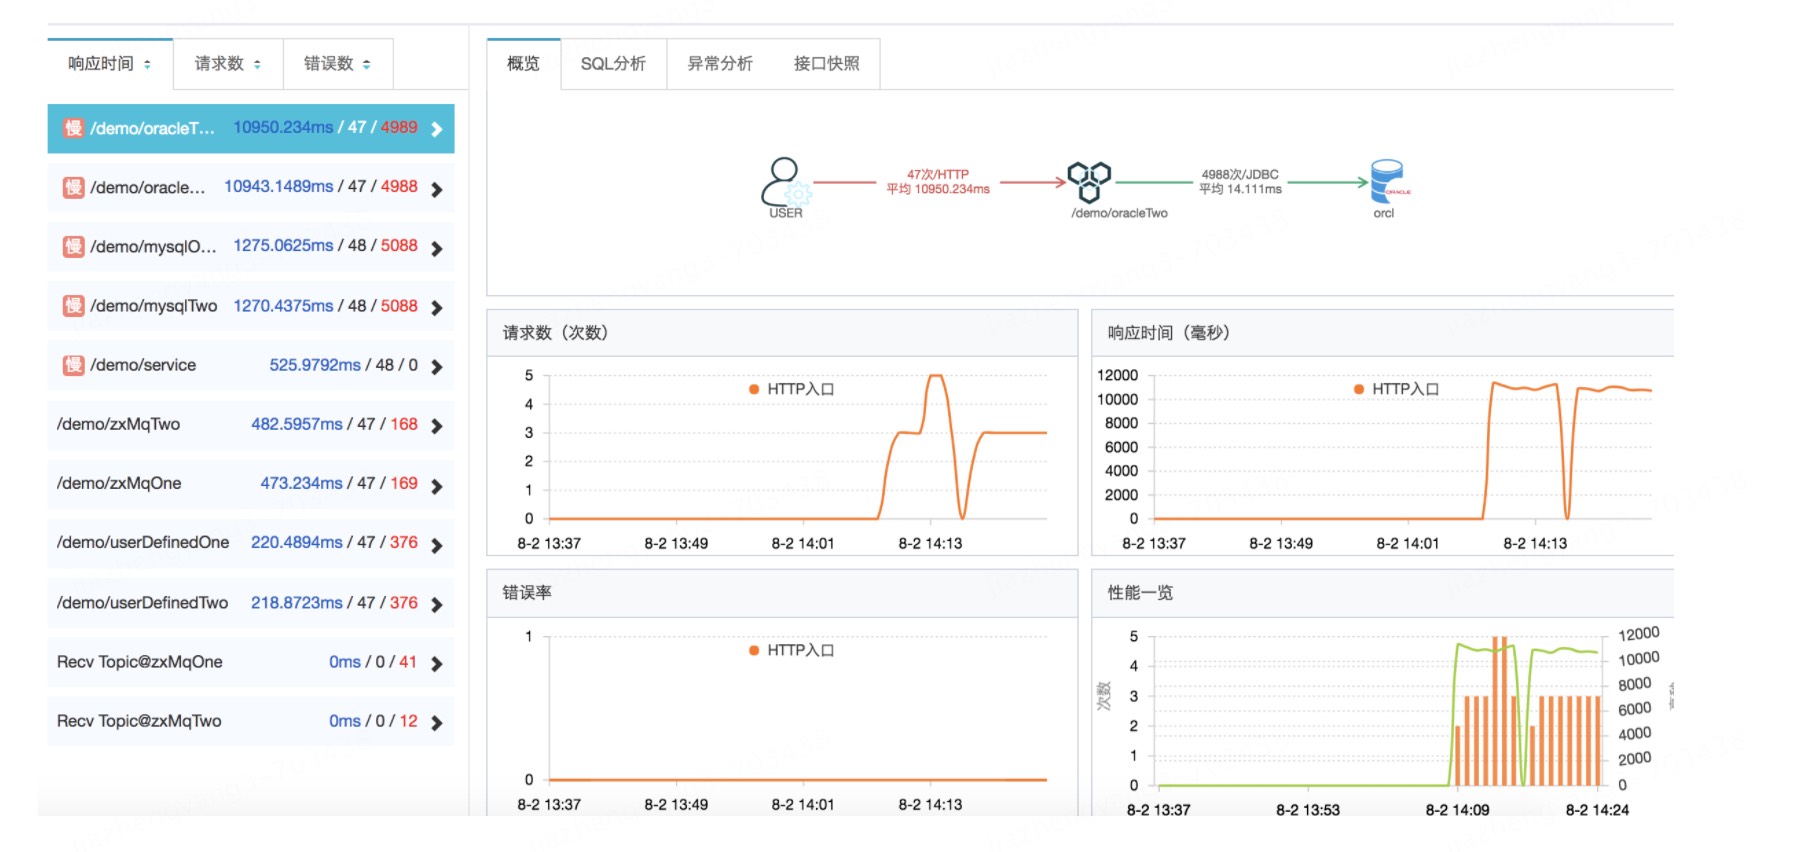 响应时间 请求数 错误数
慢 /demo/oracleT... 10950.234ms / 47 / 4989
慢 /demo/oracle... 10943.1489ms / 47 / 4988
慢 /demo/mysqlO... 1275.0625ms / 48 / 5088
慢 /demo/mysqlTwo 1270.4375ms / 48 / 5088
慢 /demo/service 525.9792ms / 48 / 0
/demo/zxMqTwo 482.5957ms / 47 / 168
/demo/zxMqOne 473.234ms / 47 / 169
/demo/userDefinedOne 220.4894ms / 47 / 376
/demo/userDefinedTwo 218.8723ms / 47 / 376
Recv Topic@zxMqOne 0ms / 0 / 41
Recv Topic@zxMqTwo 0ms / 0 / 12
概览 SQL分析 异常分析 接口快照
47次/HTTP
平均 10950.234ms
4988次/JDBC
平均 14.111ms
ORACLE
USER
/demo/oracleTwo
orcl
请求数（次数）
HTTP入口
5
4
3
2
1
0
8-2 13:37 8-2 13:49 8-2 14:01 8-2 14:13
响应时间（毫秒）
HTTP入口
12000
10000
8000
6000
4000
2000
0
8-2 13:37 8-2 13:49 8-2 14:01 8-2 14:13
错误率
HTTP入口
1
0
8-2 13:37 8-2 13:49 8-2 14:01 8-2 14:13
性能一览
次数
5
4
3
2
1
0
12000
10000
8000
6000
4000
2000
0
8-2 13:37 8-2 13:53 8-2 14:09 8-2 14:24